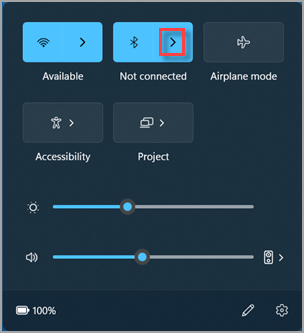 Available
Not connected
Airplane mode
Accessibility
Project
100%